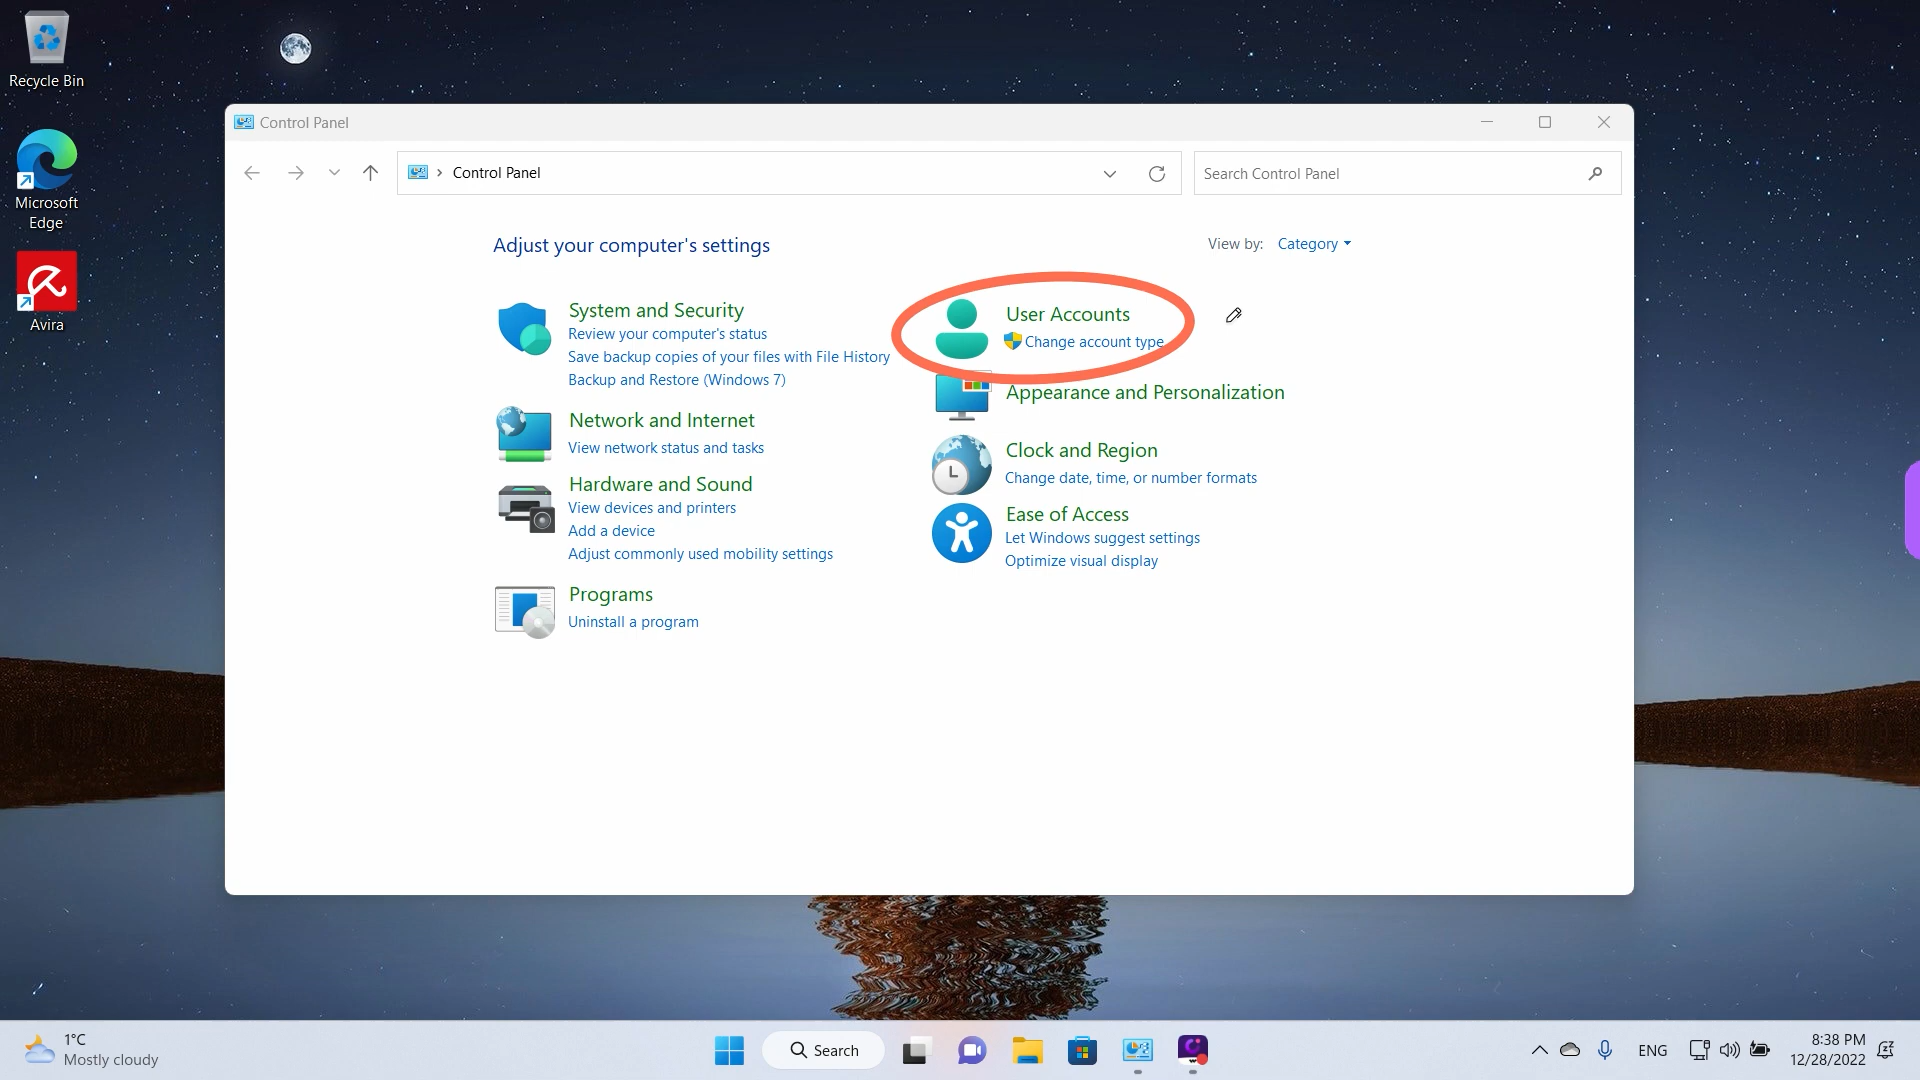 Recycle Bin
Microsoft
Edge
Avira
Control Panel
Control Panel
Search Control Panel
Adjust your computer's settings
View by: Category
System and Security
Review your computer's status
Save backup copies of your files with File History
Backup and Restore (Windows 7)
Network and Internet
View network status and tasks
Hardware and Sound
View devices and printers
Add a device
Adjust commonly used mobility settings
Programs
Uninstall a program
User Accounts
Change account type
Appearance and Personalization
Clock and Region
Change date, time, or number formats
Ease of Access
Let Windows suggest settings
Optimize visual display
1°C
Mostly cloudy
Search
ENG
8:38 PM
12/28/2022